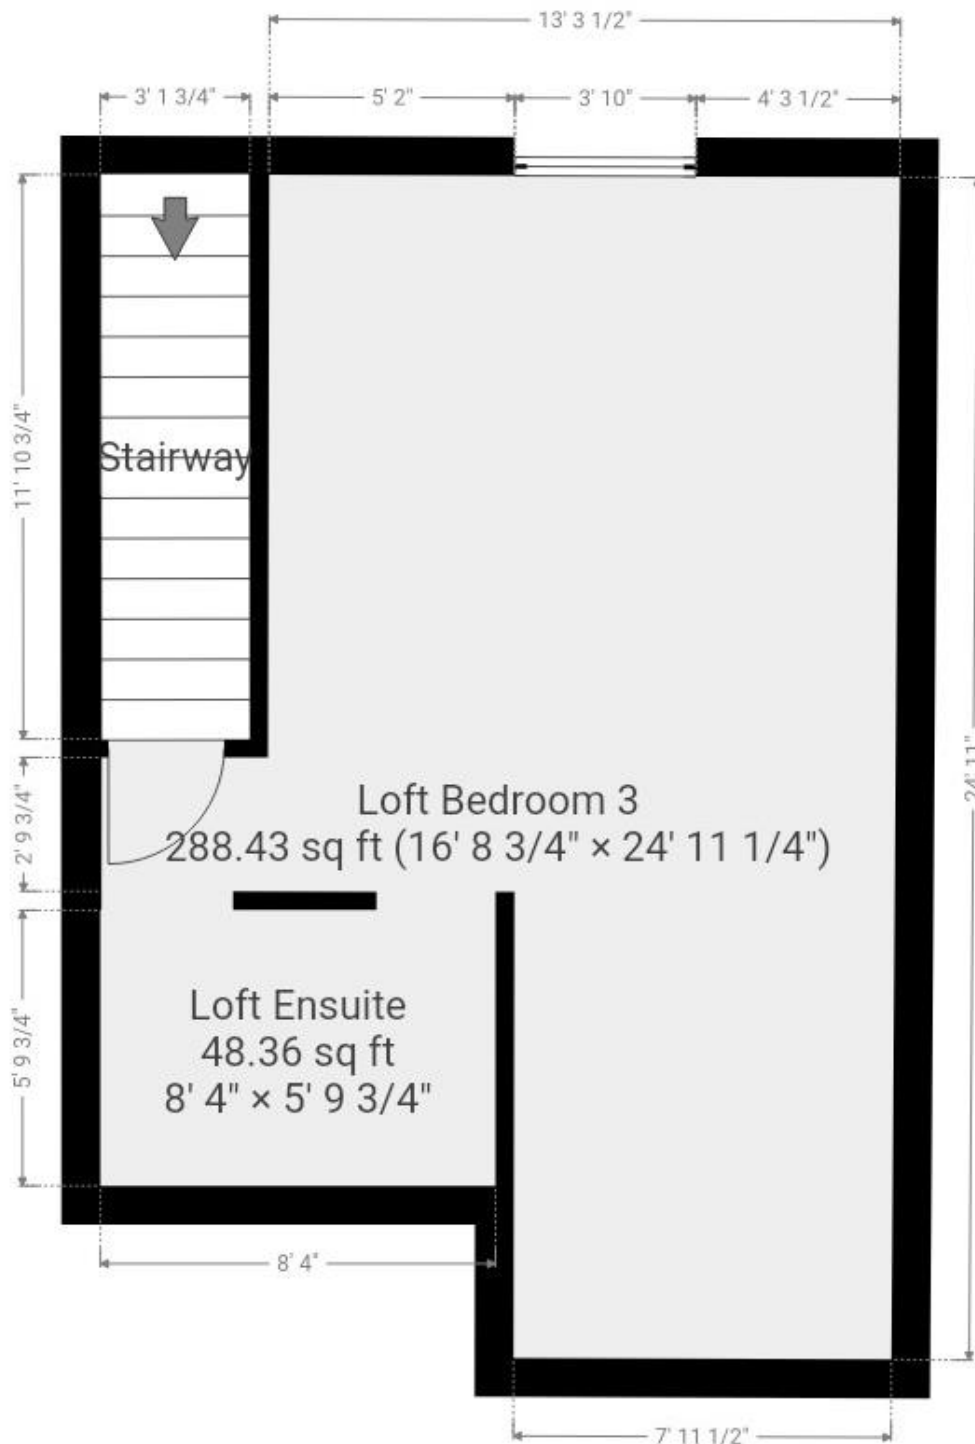 13' 3 1/2"
3' 1 3/4"
5' 2"
3' 10"
4' 3 1/2"
11' 10 3/4"
Stairway
24' 11"
2' 9 3/4"
Loft Bedroom 3
288.43 sq ft (16' 8 3/4" × 24' 11 1/4")
5' 9 3/4"
Loft Ensuite
48.36 sq ft
8' 4" × 5' 9 3/4"
8' 4"
7' 11 1/2"